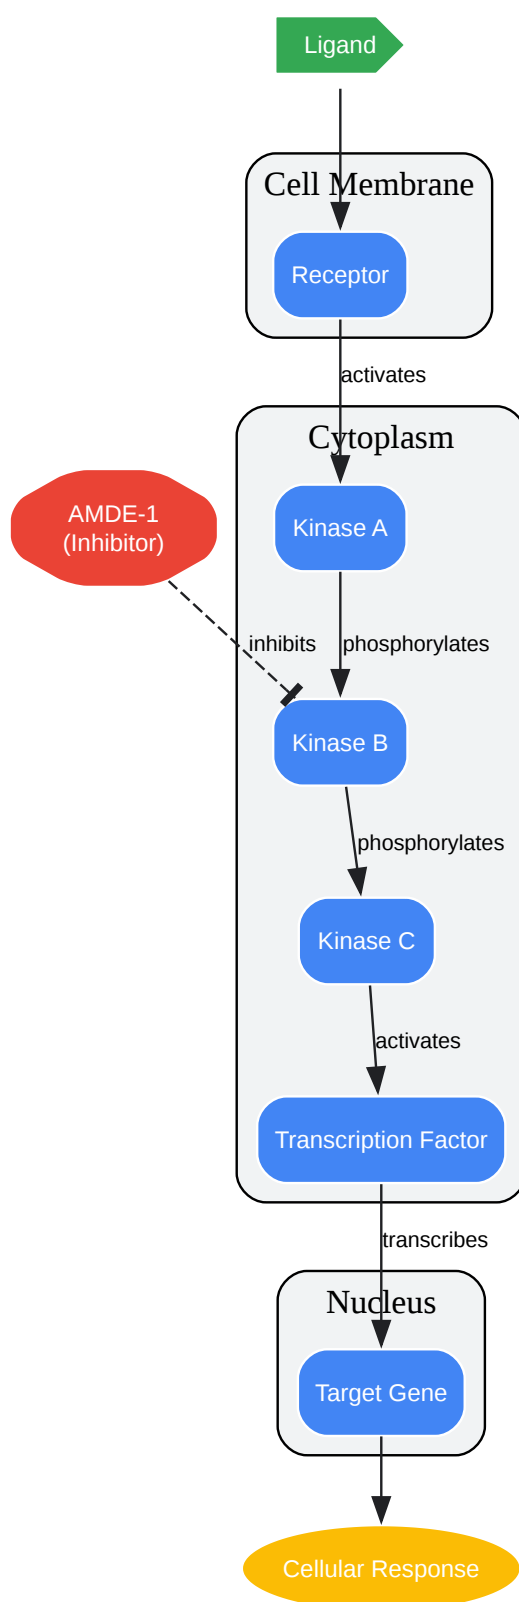 Ligand
Cell Membrane
Receptor
activates
Cytoplasm
AMDE-1
(Inhibitor)
Kinase A
inhibits
phosphorylates
Kinase B
phosphorylates
Kinase C
activates
Transcription Factor
transcribes
Nucleus
Target Gene
Cellular Response